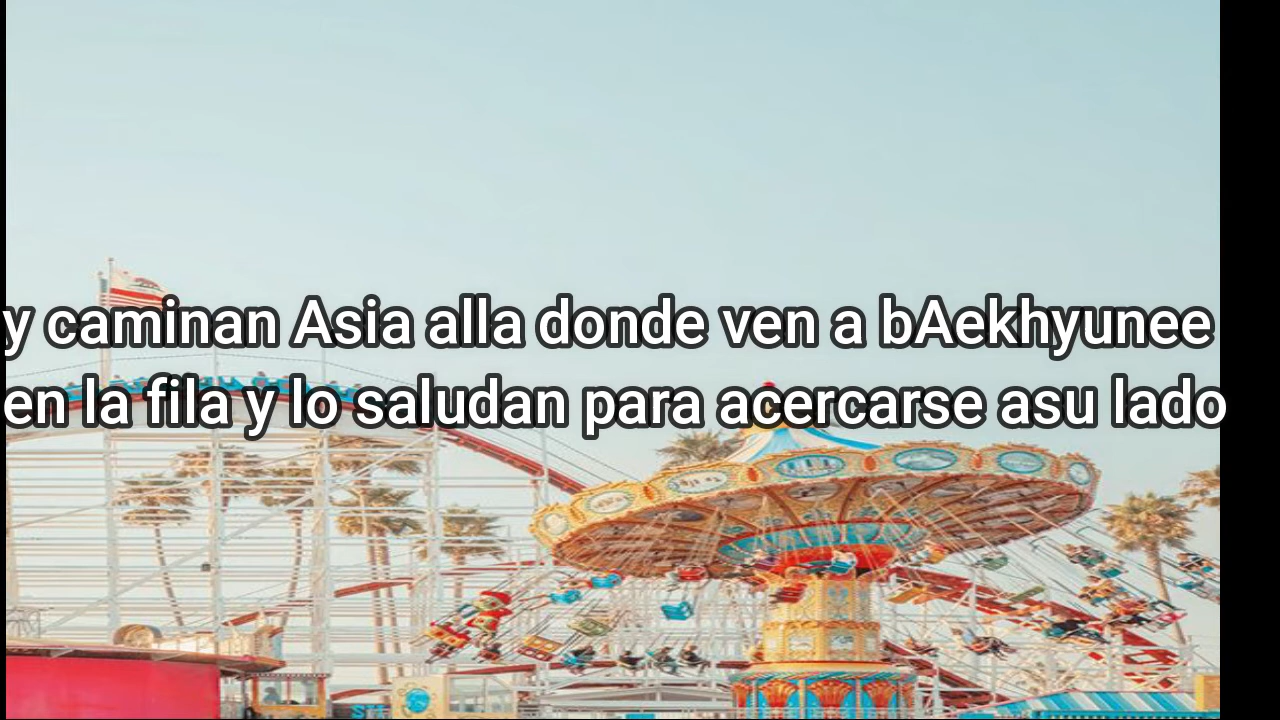 y caminan Asia alla donde ven a bAekhyunee
en la fila y lo saludan para acercarse asu lado